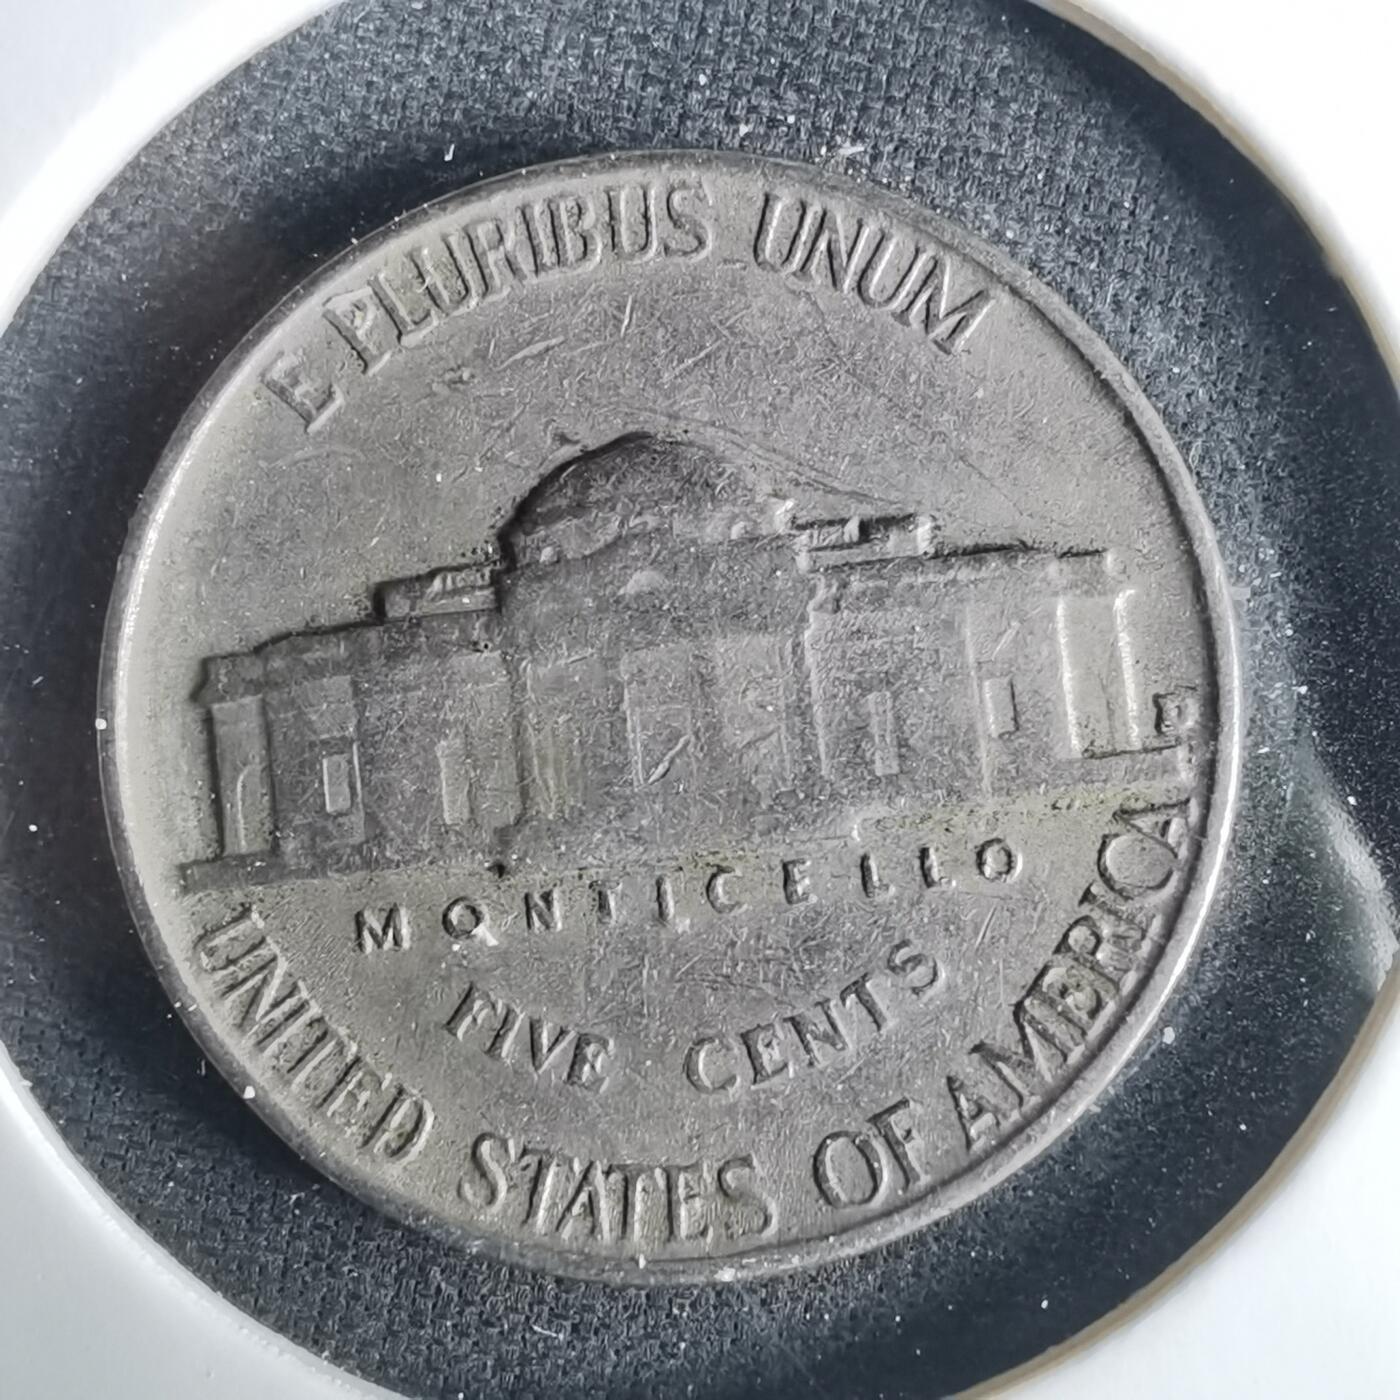 E PLURIBUS UNUM
MONTICELLO
FIVE CENTS
UNITED STATES OF AMERICA
D